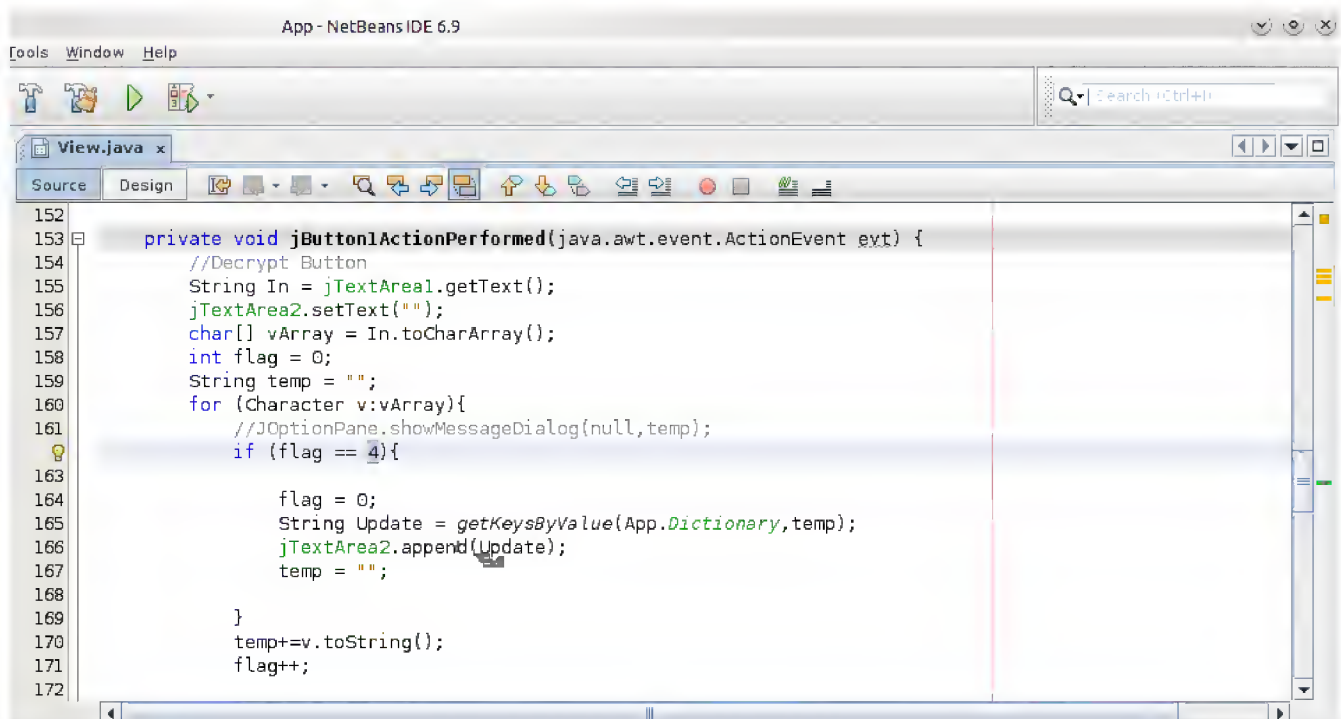 App - NetBeans IDE 6.9
Tools Window Help
Search (Ctrl+I)
View.java x
Source Design
152
153 private void jButton1ActionPerformed(java.awt.event.ActionEvent evt) {
154 //Decrypt Button
155 String In = jTextArea1.getText();
156 jTextArea2.setText("");
157 char[] vArray = In.toCharArray();
158 int flag = 0;
159 String temp = "";
160 for (Character v:vArray){
161 //JOptionPane.showMessageDialog(null,temp);
if (flag == 4){
163
164 flag = 0;
165 String Update = getKeysByValue(App.Dictionary,temp);
166 jTextArea2.append(Update);
167 temp = "";
168
169 }
170 temp+=v.toString();
171 flag++;
172